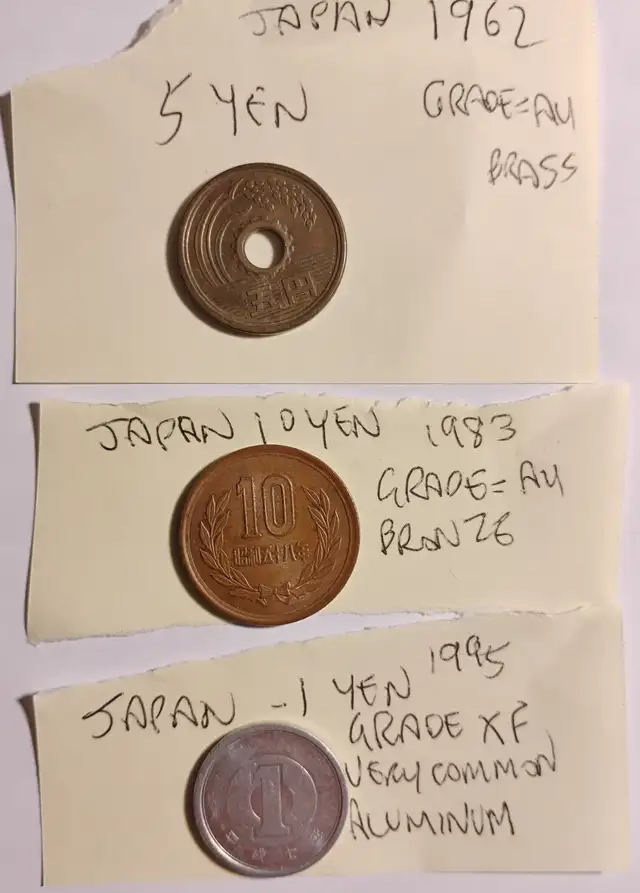 JAPAN 1962
5 YEN
GRADE=AU
BRASS
五円
JAPAN 10 YEN 1983
GRADE=AU
BRONZE
10
昭和五十八年
JAPAN -1 YEN 1995
GRADE XF
VERY COMMON
ALUMINUM
1
平成七年